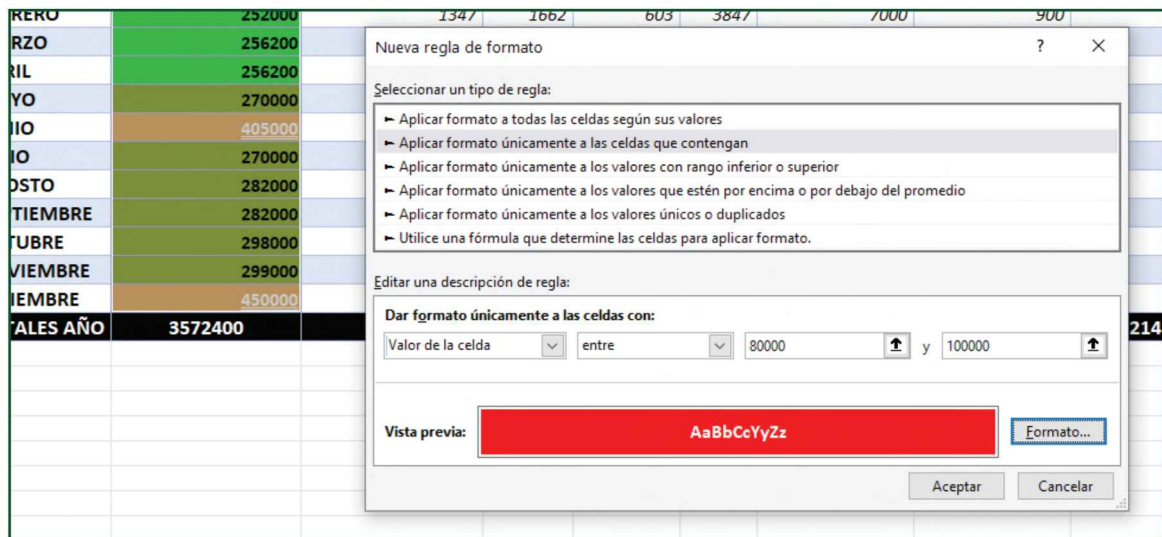 RERO 252000 1347 1662 603 3847 7000 900
RZO 256200
RIL 256200
YO 270000
NIO 405000
IO 270000
OSTO 282000
PTIEMBRE 282000
TUBRE 298000
VIEMBRE 299000
IEMBRE 450000
TALES AÑO 3572400 214
Nueva regla de formato ?
Seleccionar un tipo de regla:
► Aplicar formato a todas las celdas según sus valores
► Aplicar formato únicamente a las celdas que contengan
► Aplicar formato únicamente a los valores con rango inferior o superior
► Aplicar formato únicamente a los valores que estén por encima o por debajo del promedio
► Aplicar formato únicamente a los valores únicos o duplicados
► Utilice una fórmula que determine las celdas para aplicar formato.
Editar una descripción de regla:
Dar formato únicamente a las celdas con:
Valor de la celda entre 80000 y 100000
Vista previa: AaBbCcYyZz Formato...
Aceptar Cancelar